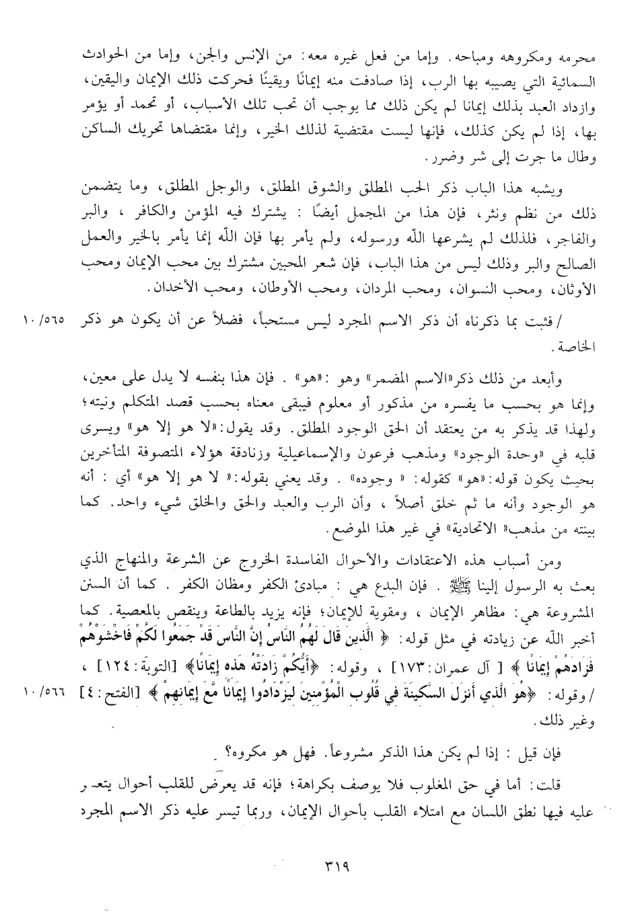 محرمه ومكروهه ومباحه. وإما من فعل غيره معه: من الإنس والجن، وإما من الحوادث
السمائية التي يصيبه بها الرب، إذا صادفت منه إيمانًا ويقينًا فحركت ذلك الإيمان واليقين،
وازداد العبد بذلك إيمانا لم يكن ذلك مما يوجب أن تحب تلك الأسباب، أو تحمد أو يؤمر
بها، إذا لم يكن كذلك، فإنها ليست مقتضية لذلك الخير، وإنما مقتضاها تحريك الساكن
وطال ما جرت إلى شر وضرر.
ويشبه هذا الباب ذكر الحب المطلق والشوق المطلق، والوجل المطلق، وما يتضمن
ذلك من نظم ونثر، فإن هذا من المجمل أيضًا : يشترك فيه المؤمن والكافر ، والبر
والفاجر، فلذلك لم يشرعها الله ورسوله، ولم يأمر بها فإن الله إنما يأمر بالخير والعمل
الصالح والبر وذلك ليس من هذا الباب، فإن شعر المحبين مشترك بين محب الإيمان ومحب
الأوثان، ومحب النسوان، ومحب المردان، ومحب الأوطان، ومحب الأخدان.
/ فثبت بما ذكرناه أن ذكر الاسم المجرد ليس مستحباً، فضلاً عن أن يكون هو ذكر ١٠/٥٦٥
الخاصة.
وأبعد من ذلك ذكر«الاسم المضمر» وهو :«هو» . فإن هذا بنفسه لا يدل على معين،
وإنما هو بحسب ما يفسره من مذكور أو معلوم فيبقى معناه بحسب قصد المتكلم ونيته؛
ولهذا قد يذكر به من يعتقد أن الحق الوجود المطلق. وقد يقول:«لا هو إلا هو» ويسرى
قلبه في «وحدة الوجود» ومذهب فرعون والإسماعيلية وزنادقة هؤلاء المتصوفة المتأخرين
بحيث يكون قوله:«هو» كقوله: « وجوده» . وقد يعني بقوله:« لا هو إلا هو» أي : أنه
هو الوجود وأنه ما ثم خلق أصلاً ، وأن الرب والعبد والحق والخلق شيء واحد. كما
بينته من مذهب« الاتحادية» في غير هذا الموضع.
ومن أسباب هذه الاعتقادات والأحوال الفاسدة الخروج عن الشرعة والمنهاج الذي
بعث به الرسول إلينا ﷺ . فإن البدع هي : مبادئ الكفر ومظان الكفر . كما أن السنن
المشروعة هي: مظاهر الإيمان ، ومقوية للإيمان؛ فإنه يزيد بالطاعة وينقص بالمعصية. كما
أخبر الله عن زيادته في مثل قوله: ﴿ الَّذِينَ قَالَ لَهُمُ النَّاسُ إِنَّ النَّاسَ قَدْ جَمَعُوا لَكُمْ فَاخْشَوْهُمْ
فَزَادَهُمْ إِيمَانًا ﴾ [ آل عمران:١٧٣] ، وقوله: ﴿أَيُّكُمْ زَادَتْهُ هَذِهِ إِيمَانًا﴾ [التوبة:١٢٤] ،
/ وقوله: ﴿هُوَ الَّذِي أَنزَلَ السَّكِينَةَ فِي قُلُوبِ الْمُؤْمِنِينَ لِيَزْدَادُوا إِيمَانًا مَّعَ إِيمَانِهِمْ ﴾ [الفتح:٤] ١٠/٥٦٦
وغير ذلك.
فإن قيل : إذا لم يكن هذا الذكر مشروعاً. فهل هو مكروه؟
قلت: أما في حق المغلوب فلا يوصف بكراهة؛ فإنه قد يعرض للقلب أحوال يتعسر
عليه فيها نطق اللسان مع امتلاء القلب بأحوال الإيمان، وربما تيسر عليه ذكر الاسم المجرد
٣١٩